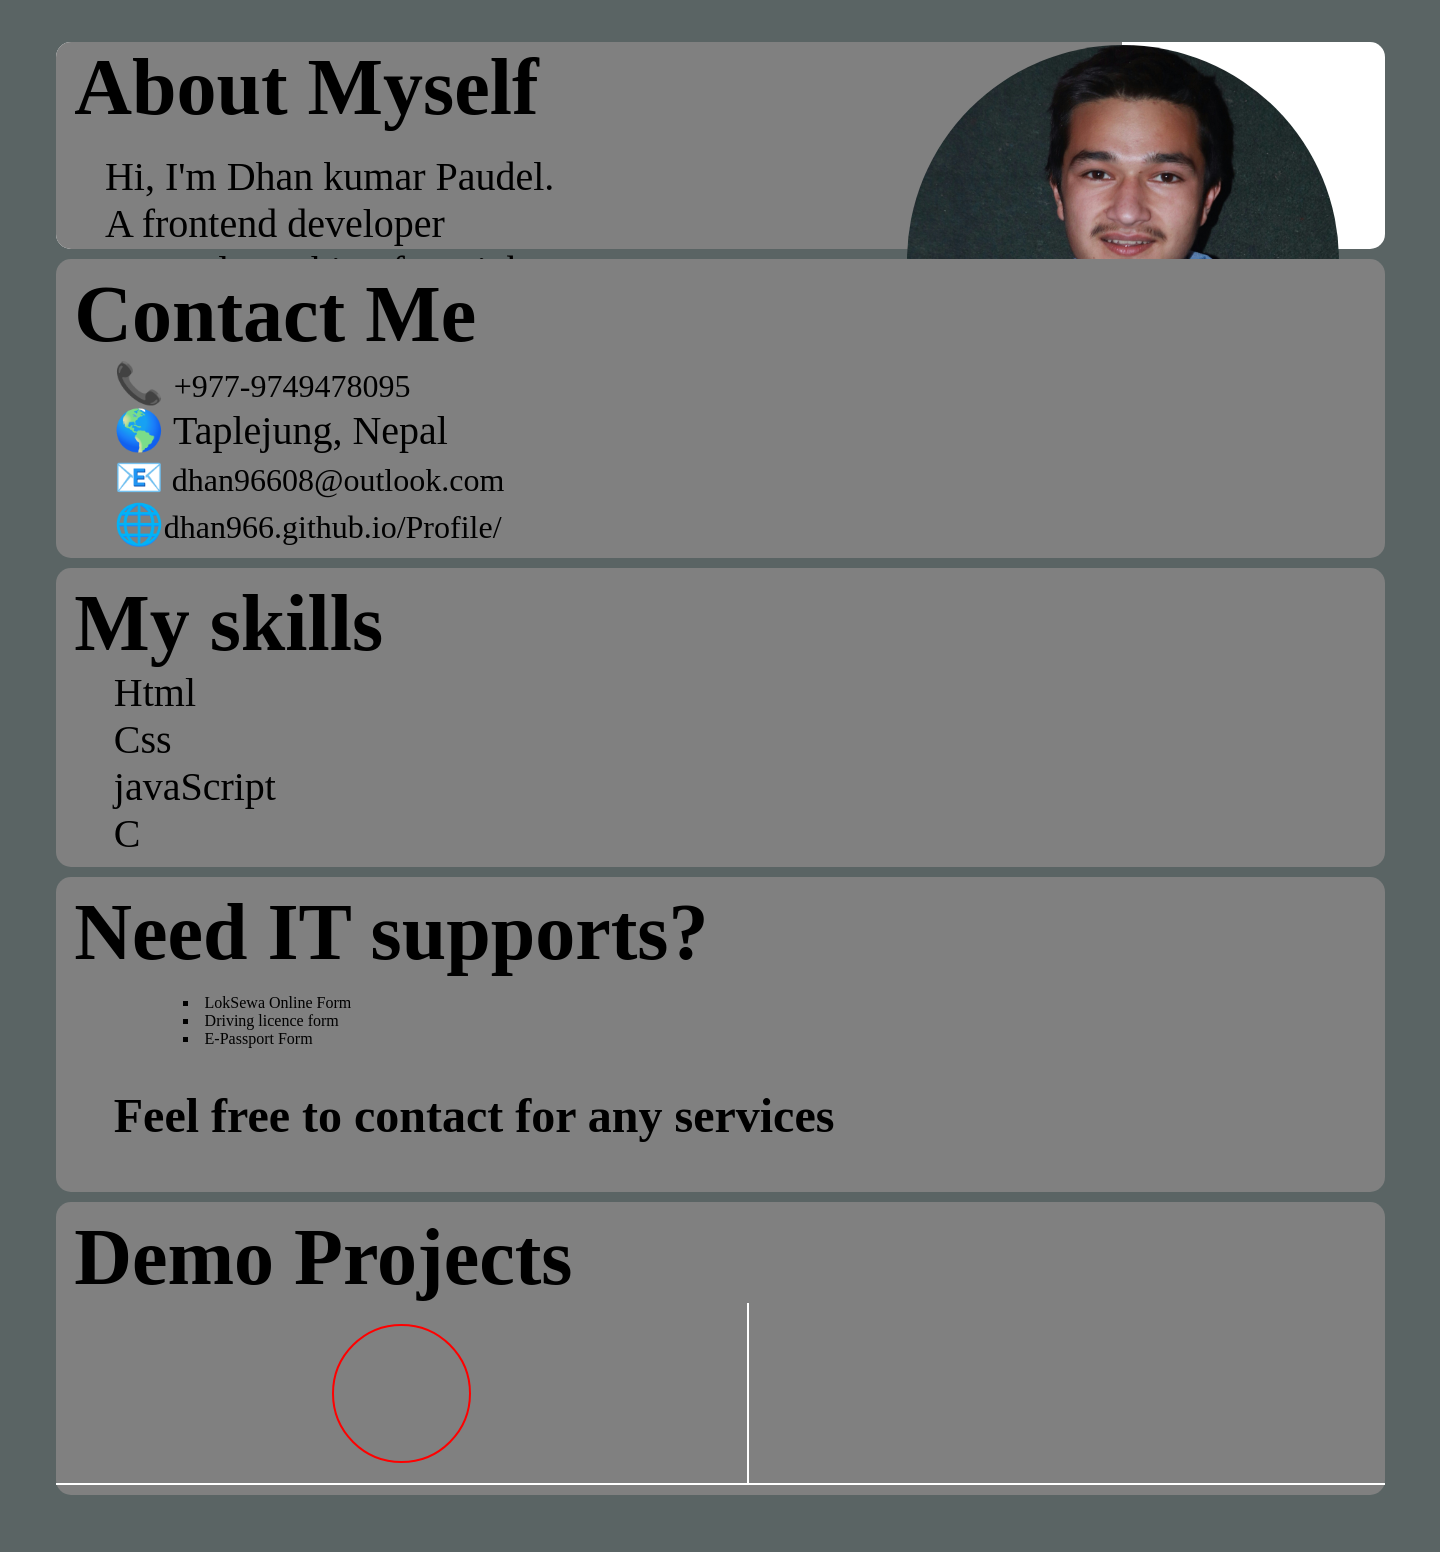 About Myself
Hi, I'm Dhan kumar Paudel.
A frontend developer
Contact Me
+977-9749478095
Taplejung, Nepal
dhan96608@outlook.com
dhan966.github.io/Profile/
My skills
Html
Css
javaScript
C
Need IT supports?
LokSewa Online Form
Driving licence form
E-Passport Form
Feel free to contact for any services
Demo Projects